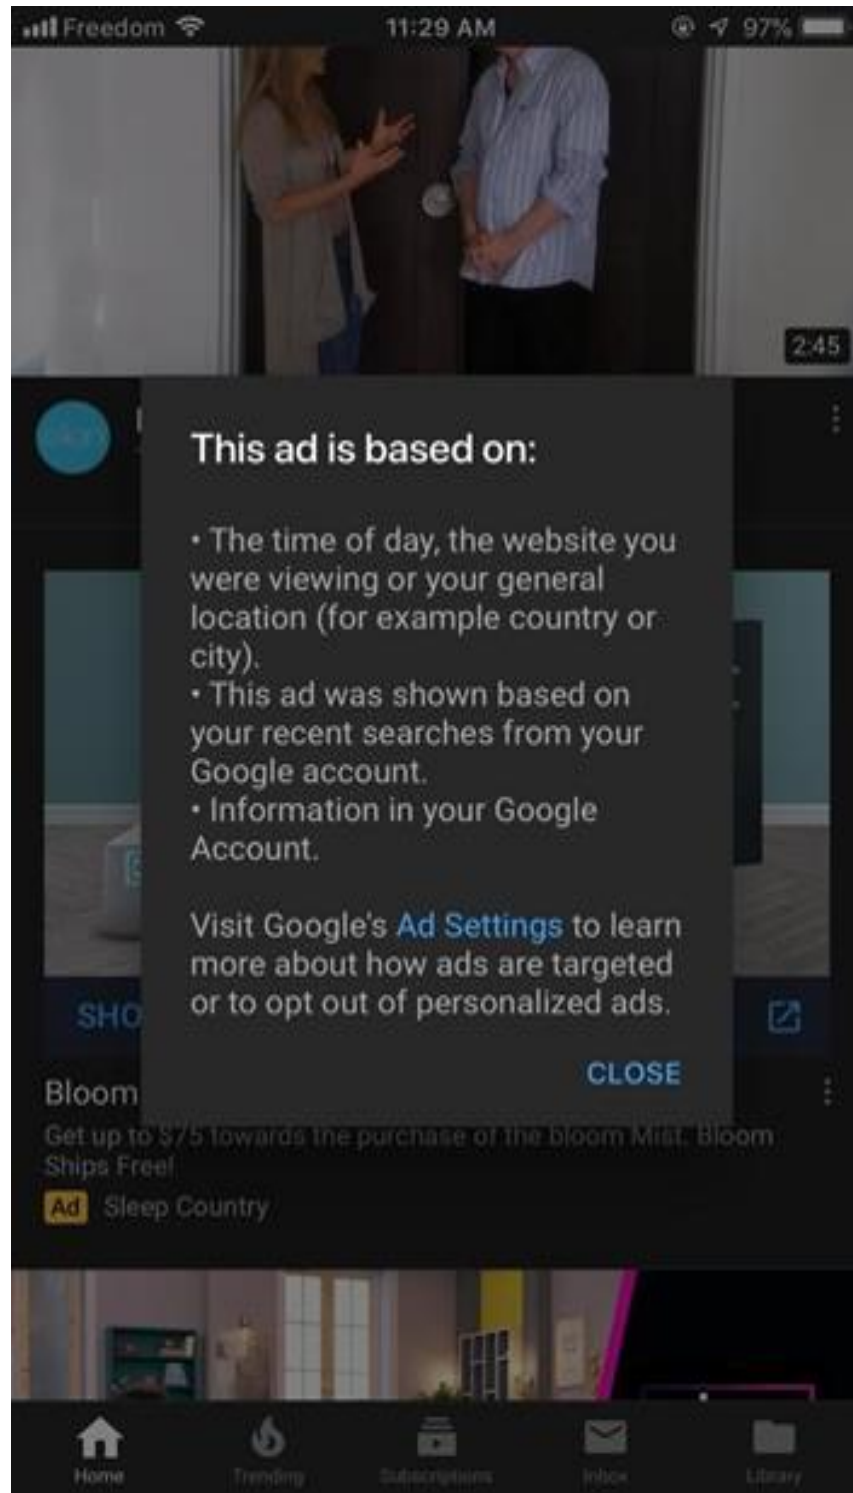 Freedom 11:29 AM 97%
2:45
This ad is based on:
• The time of day, the website you
were viewing or your general
location (for example country or
city).
• This ad was shown based on
your recent searches from your
Google account.
• Information in your Google
Account.
Visit Google's Ad Settings to learn
more about how ads are targeted
or to opt out of personalized ads.
SHO
CLOSE
Bloom
Get up to $75 towards the purchase of the bloom Mist. Bloom
Ships Free!
Ad Sleep Country
Home Trending Subscriptions Inbox Library